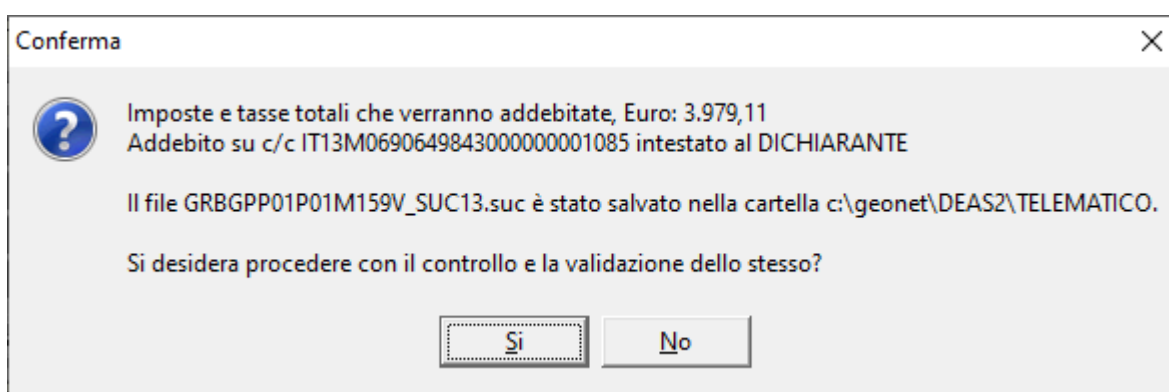 Conferma
Imposte e tasse totali che verranno addebitate, Euro: 3.979,11
Addebito su c/c IT13M0690649843000000001085 intestato al DICHIARANTE
Il file GRBGPP01P01M159V_SUC13.suc è stato salvato nella cartella c:\geonet\DEAS2\TELEMATICO.
Si desidera procedere con il controllo e la validazione dello stesso?
Si
No